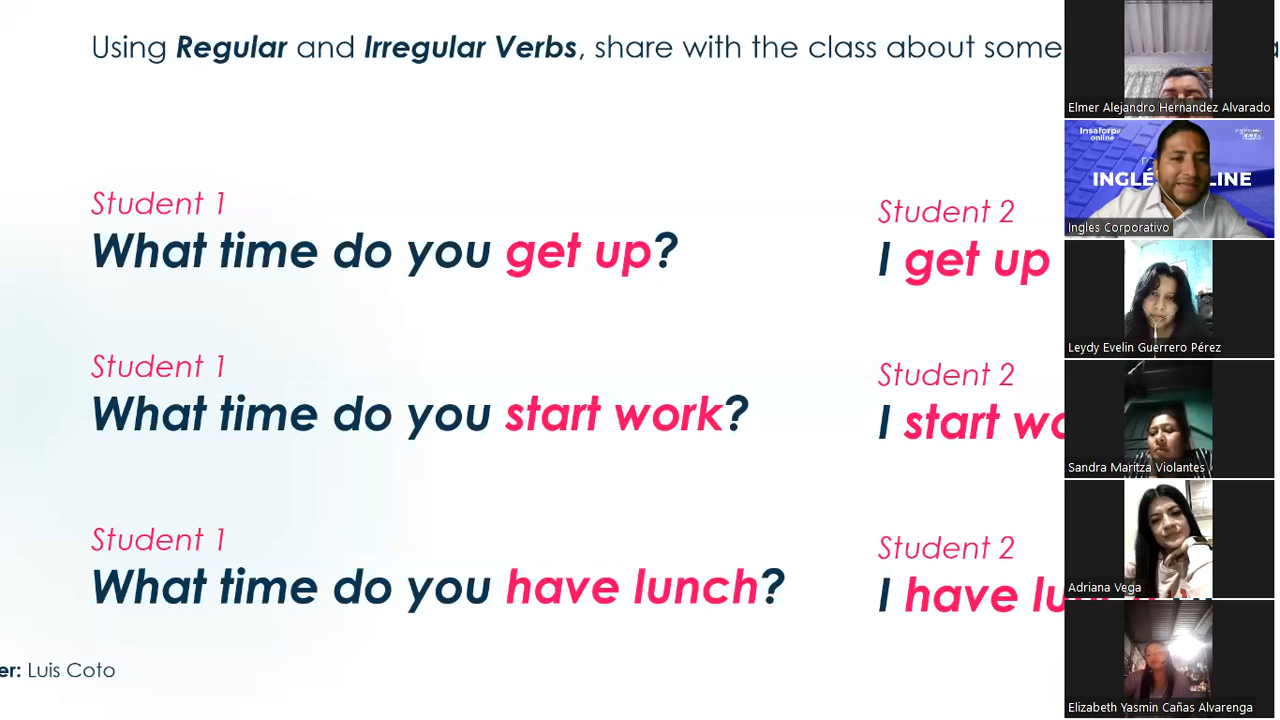 Using Regular and Irregular Verbs, share with the class about some
Student 1
What time do you get up?
Student 2
I get up
Student 1
What time do you start work?
Student 2
I start wo
Student 1
What time do you have lunch?
Student 2
I have lu
er: Luis Coto
Elmer Alejandro Hernandez Alvarado
Insaforp
online
INGLÉ LINE
Ingles Corporativo
Leydy Evelin Guerrero Pérez
Sandra Maritza Violantes
Adriana Vega
Elizabeth Yasmin Cañas Alvarenga